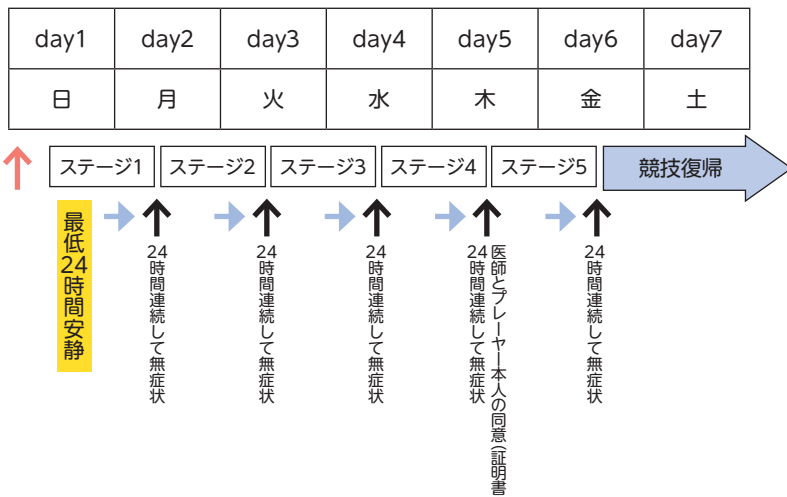 day1 day2 day3 day4 day5 day6 day7
日 月 火 水 木 金 土
ステージ1 ステージ2 ステージ3 ステージ4 ステージ5 競技復帰
最低24時間安静
24時間連続して無症状
24時間連続して無症状
24時間連続して無症状
24時間連続して無症状
医師とプレーヤー本人の同意(証明書
24時間連続して無症状